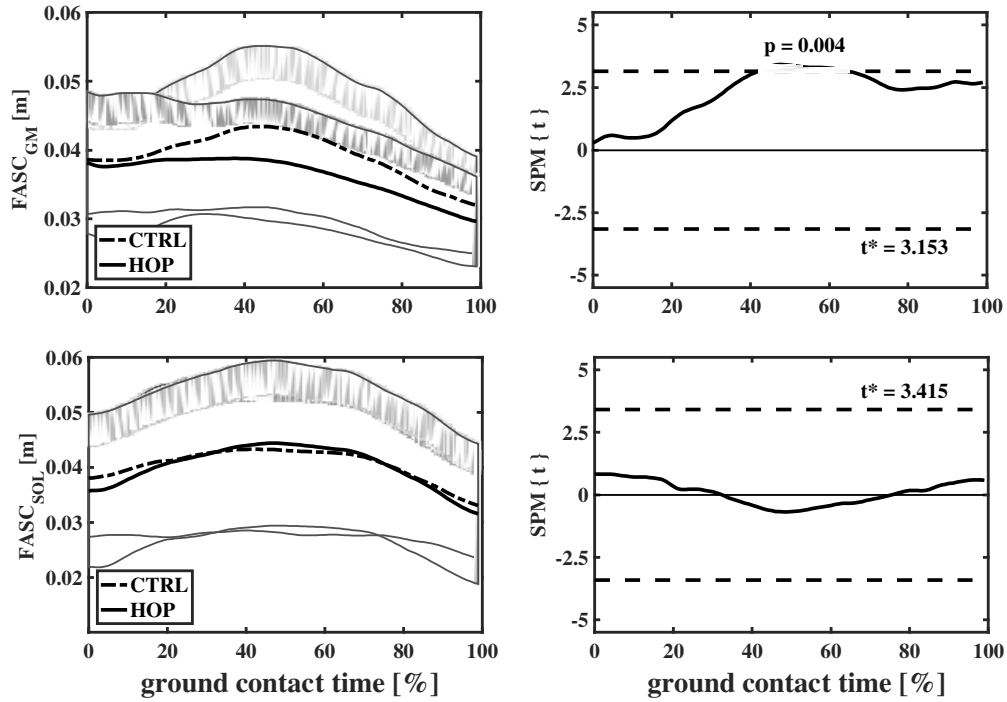 0.06
0.05
0.04
0.03
0.02
FASC_GM [m]
CTRL
HOP
0 20 40 60 80 100
p = 0.004
5
2.5
0
-2.5
-5
SPM { t }
t* = 3.153
0 20 40 60 80 100
0.06
0.05
0.04
0.03
0.02
FASC_SOL [m]
CTRL
HOP
0 20 40 60 80 100
ground contact time [%]
t* = 3.415
5
2.5
0
-2.5
-5
SPM { t }
0 20 40 60 80 100
ground contact time [%]